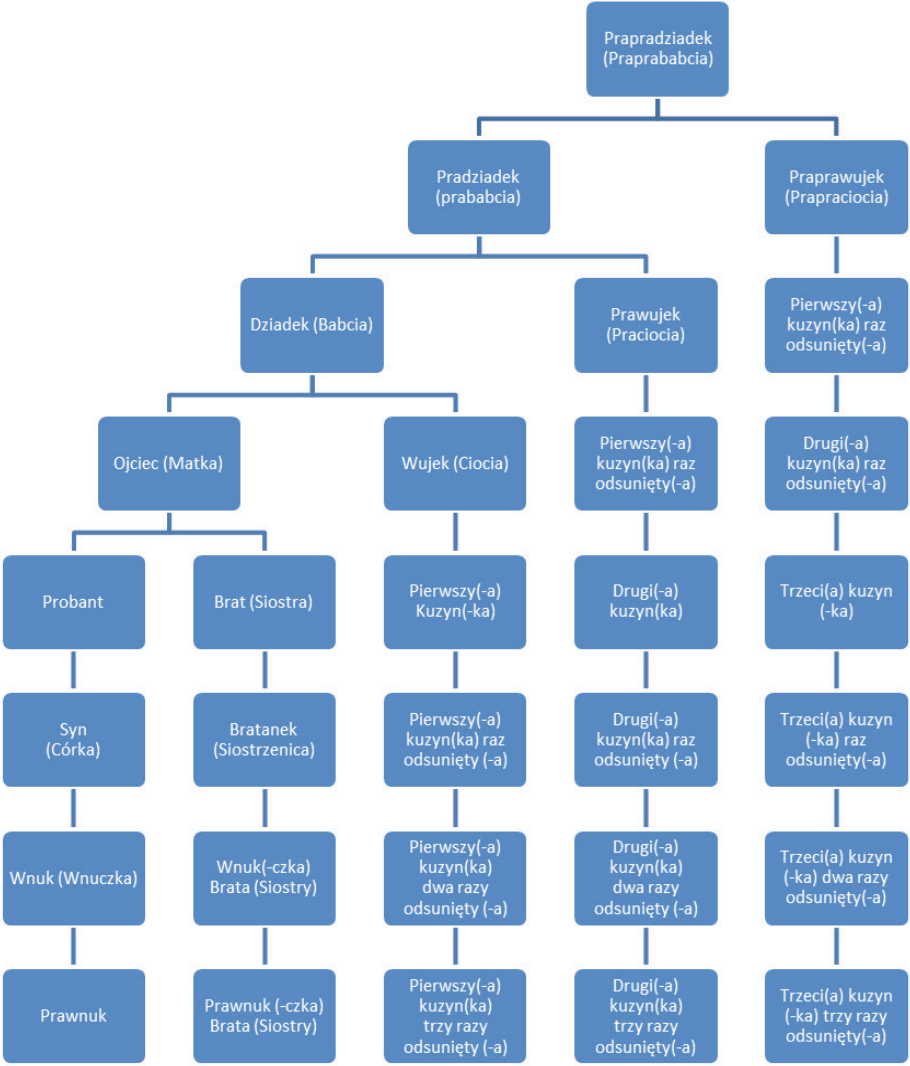 Prapradziadek
(Praprababcia)
Pradziadek
(prababcia)
Praprawujek
(Prapraciocia)
Dziadek (Babcia)
Prawujek
(Praciocia)
Pierwszy(-a)
kuzyn(ka) raz
odsunięty(-a)
Ojciec (Matka)
Wujek (Ciocia)
Pierwszy(-a)
kuzyn(ka) raz
odsunięty(-a)
Drugi(-a)
kuzyn(ka) raz
odsunięty(-a)
Probant
Brat (Siostra)
Pierwszy(-a)
Kuzyn(-ka)
Drugi(-a)
kuzyn(ka)
Trzeci(a) kuzyn
(-ka)
Syn
(Córka)
Bratanek
(Siostrzenica)
Pierwszy(-a)
kuzyn(ka) raz
odsunięty (-a)
Drugi(-a)
kuzyn(ka) raz
odsunięty (-a)
Trzeci(a) kuzyn
(-ka) raz
odsunięty(-a)
Wnuk (Wnuczka)
Wnuk(-czka)
Brata (Siostry)
Pierwszy(-a)
kuzyn(ka)
dwa razy
odsunięty (-a)
Drugi(-a)
kuzyn(ka)
dwa razy
odsunięty (-a)
Trzeci(a) kuzyn
(-ka) dwa razy
odsunięty(-a)
Prawnuk
Prawnuk (-czka)
Brata (Siostry)
Pierwszy(-a)
kuzyn(ka)
trzy razy
odsunięty (-a)
Drugi(-a)
kuzyn(ka)
trzy razy
odsunięty(-a)
Trzeci(a) kuzyn
(-ka) trzy razy
odsunięty(-a)